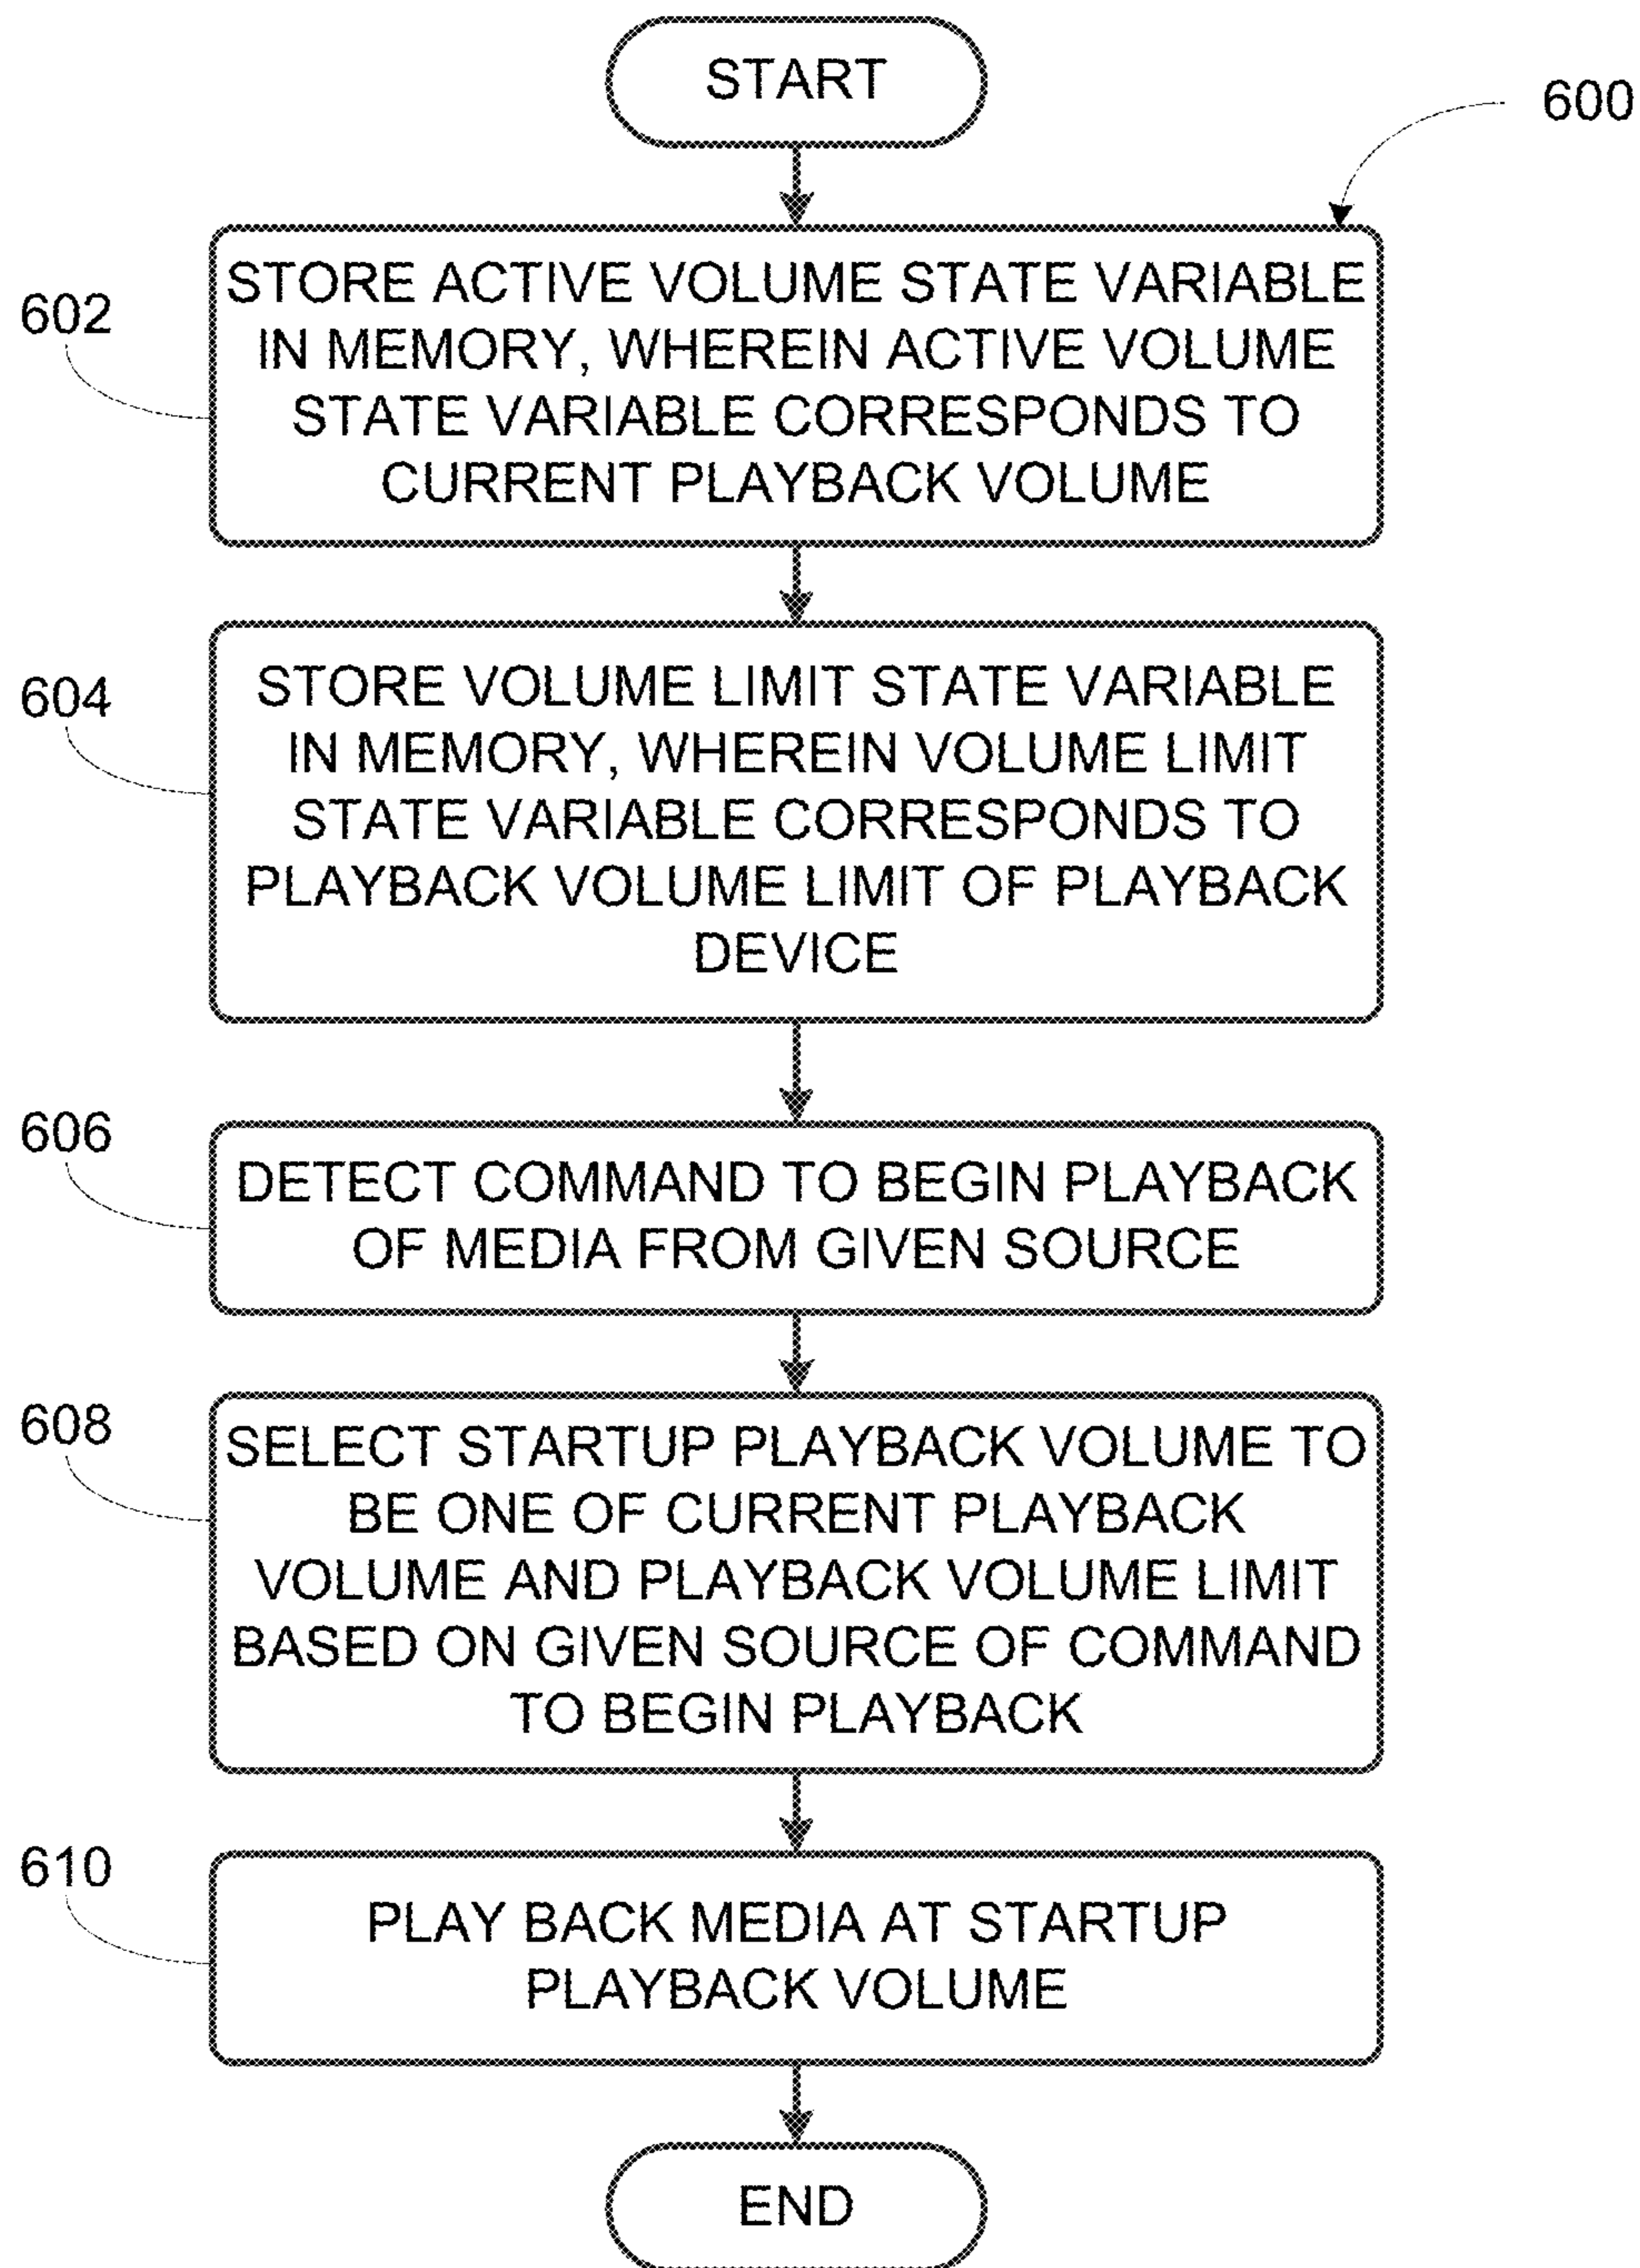 START
600
602
STORE ACTIVE VOLUME STATE VARIABLE
IN MEMORY, WHEREIN ACTIVE VOLUME
STATE VARIABLE CORRESPONDS TO
CURRENT PLAYBACK VOLUME
604
STORE VOLUME LIMIT STATE VARIABLE
IN MEMORY, WHEREIN VOLUME LIMIT
STATE VARIABLE CORRESPONDS TO
PLAYBACK VOLUME LIMIT OF PLAYBACK
DEVICE
606
DETECT COMMAND TO BEGIN PLAYBACK
OF MEDIA FROM GIVEN SOURCE
608
SELECT STARTUP PLAYBACK VOLUME TO
BE ONE OF CURRENT PLAYBACK
VOLUME AND PLAYBACK VOLUME LIMIT
BASED ON GIVEN SOURCE OF COMMAND
TO BEGIN PLAYBACK
610
PLAY BACK MEDIA AT STARTUP
PLAYBACK VOLUME
END